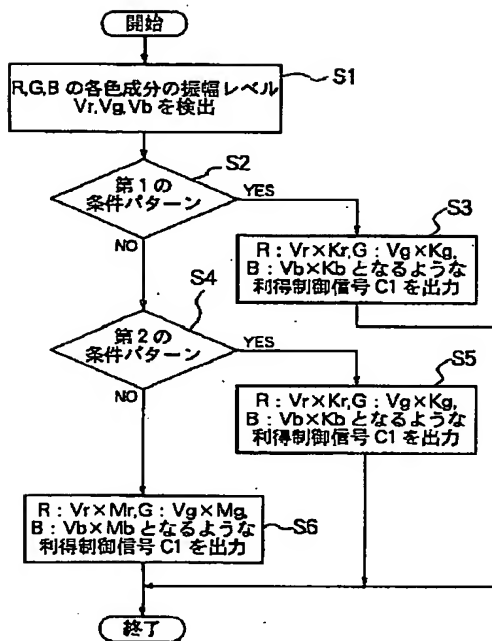 開始
R,G,B の各色成分の振幅レベル
Vr,Vg,Vb を検出
S1
第1の
条件パターン
S2
YES
NO
R：Vr×Kr,G：Vg×Kg,
B：Vb×Kb となるような
利得制御信号 C1 を出力
S3
第2の
条件パターン
S4
YES
NO
R：Vr×Kr,G：Vg×Kg,
B：Vb×Kb となるような
利得制御信号 C1 を出力
S5
R：Vr×Mr,G：Vg×Mg,
B：Vb×Mb となるような
利得制御信号 C1 を出力
S6
終了